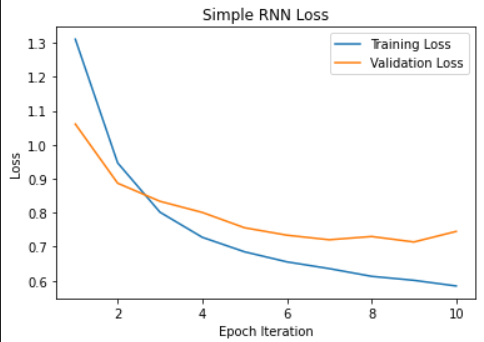 Simple RNN Loss
Training Loss
Validation Loss
Loss
1.3
1.2
1.1
1.0
0.9
0.8
0.7
0.6
2
4
6
8
10
Epoch Iteration